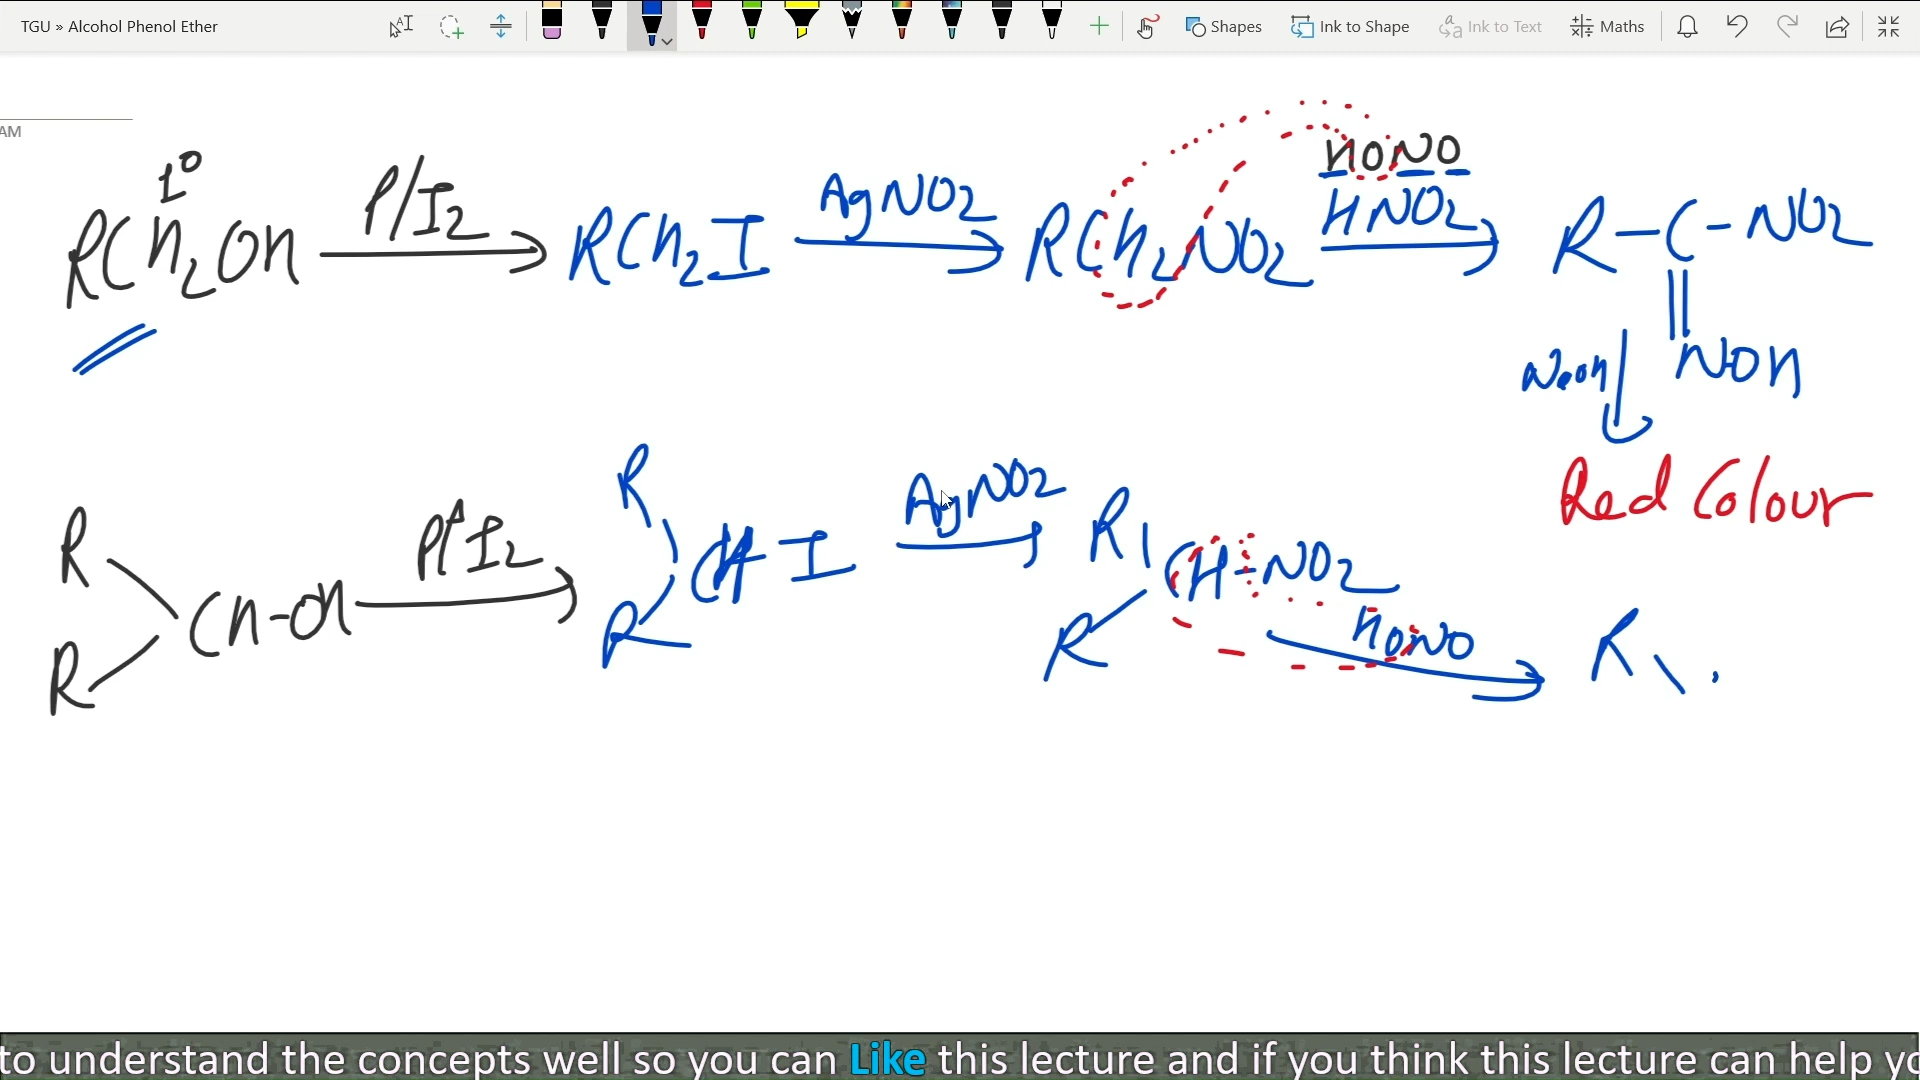 TGU » Alcohol Phenol Ether
Shapes
Ink to Shape
Ink to Text
Maths
AM
1⁰
RCH₂OH P/I₂ RCH₂I AgNO₂ RCH₂NO₂ HONO HNO₂ R-C-NO₂
NOH
NaOH
Red Colour
R R CH-OH P/I₂ R R CH I AgNO₂ R R CH-NO₂ HONO R
to understand the concepts well so you can Like this lecture and if you think this lecture can help yo